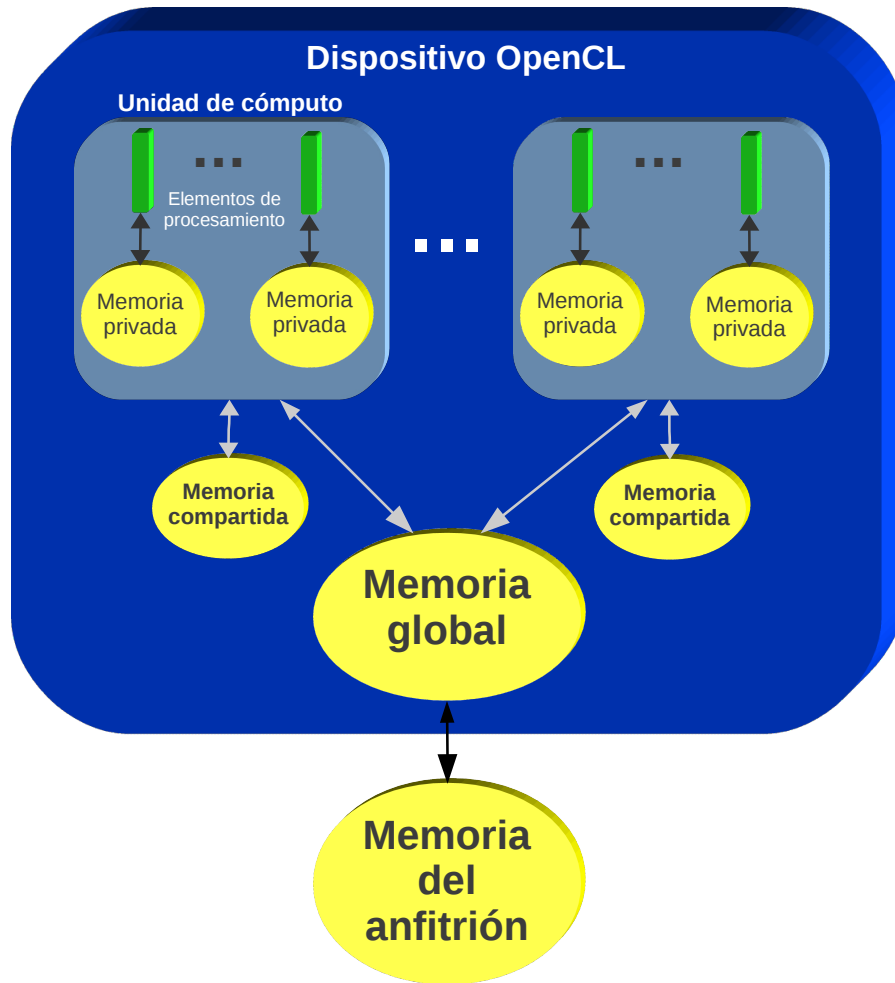 Dispositivo OpenCL
Unidad de cómputo
Elementos de
procesamiento
Memoria
privada
Memoria
privada
Memoria
privada
Memoria
privada
Memoria
compartida
Memoria
compartida
Memoria
global
Memoria
del
anfitrión